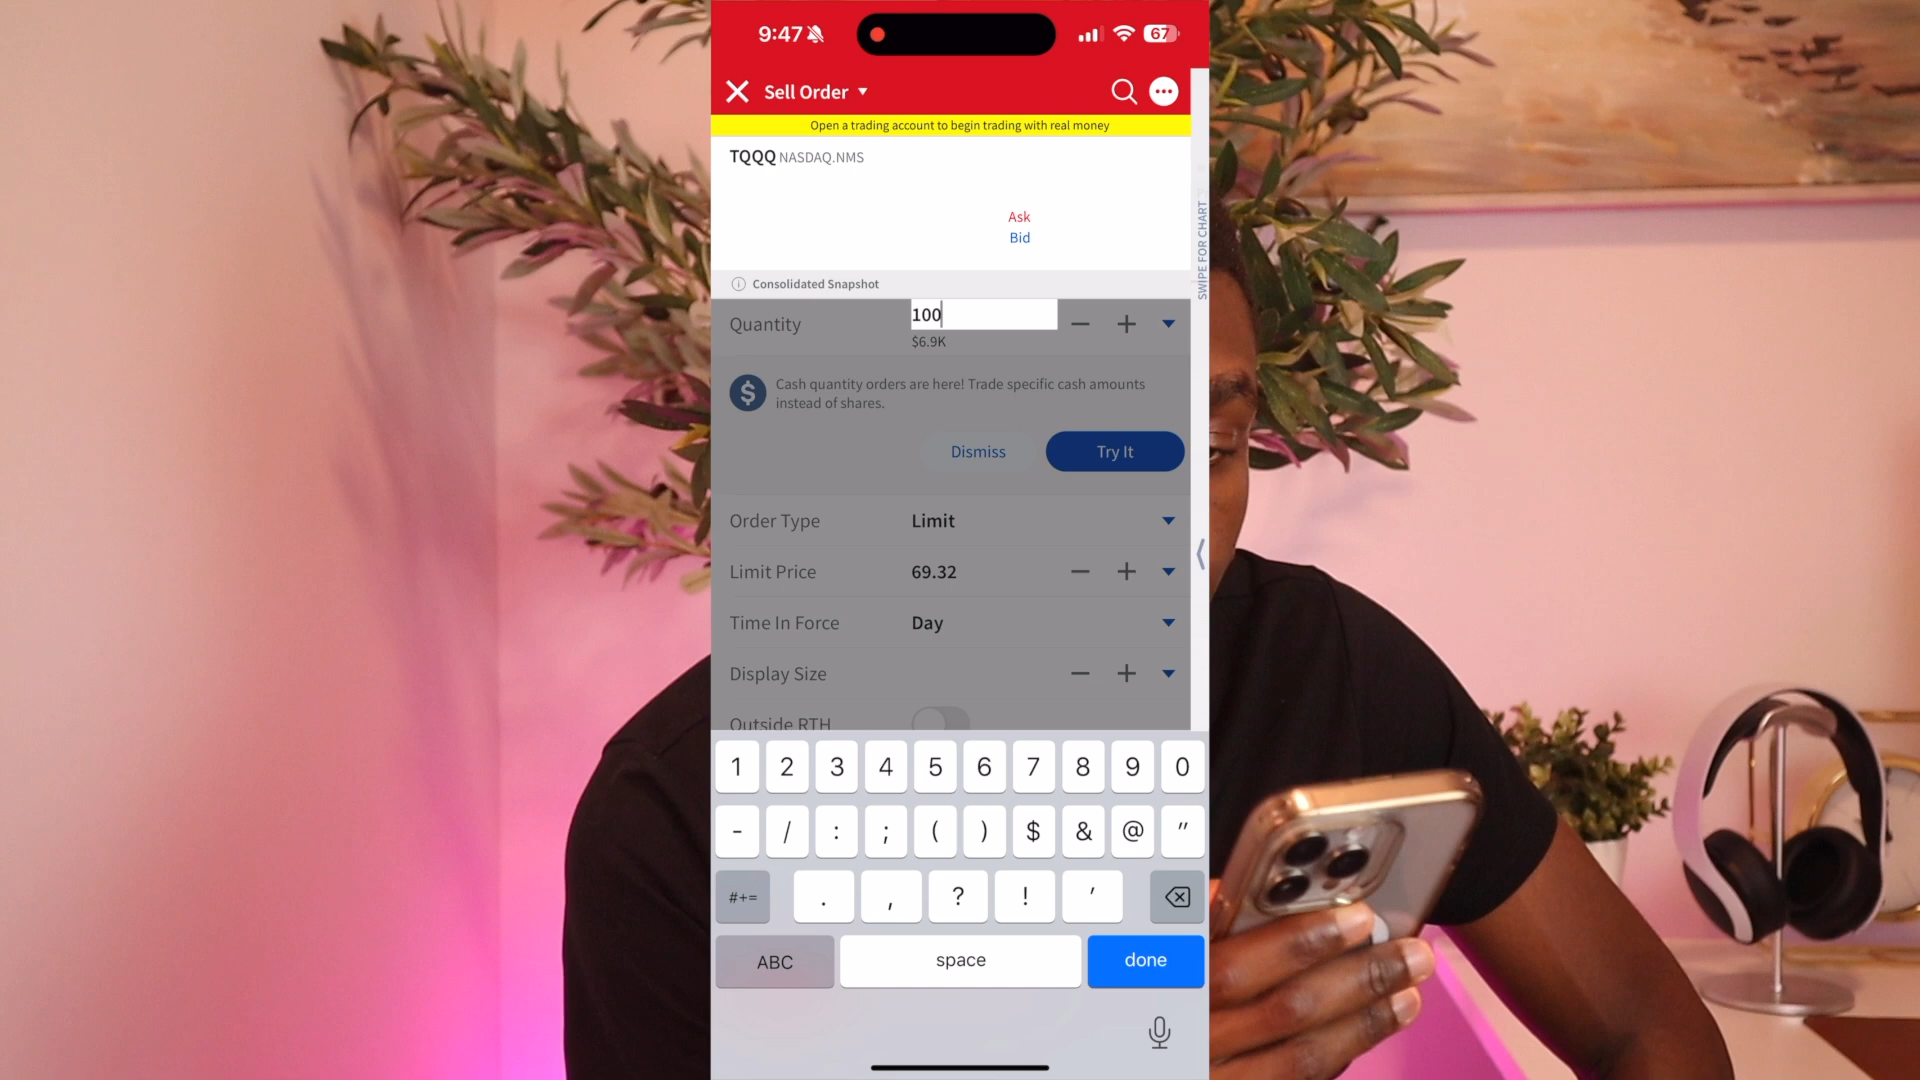 9:47
67
Sell Order
Open a trading account to begin trading with real money
TQQQ NASDAQ.NMS
Ask
Bid
SWIPE FOR CHART
Consolidated Snapshot
Quantity 100
$6.9K
$
Cash quantity orders are here! Trade specific cash amounts
instead of shares.
Dismiss Try It
Order Type Limit
Limit Price 69.32
Time In Force Day
Display Size
Outside RTH
1 2 3 4 5 6 7 8 9 0
- / : ; ( ) $ & @ "
#+= . , ? ! '
ABC space done